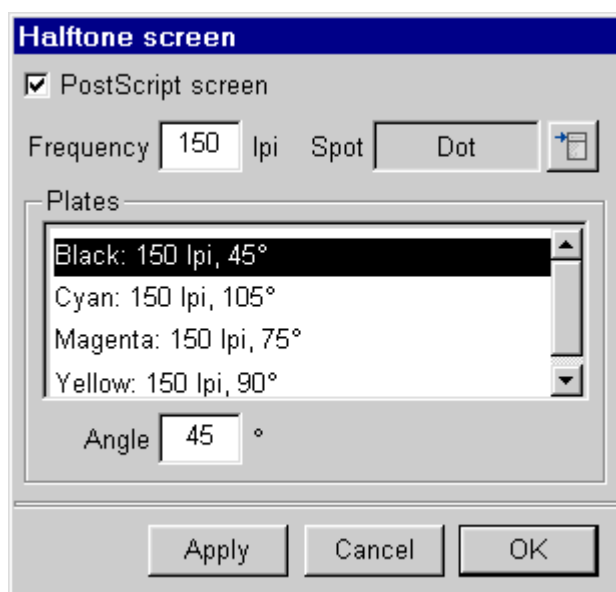 Halftone screen
PostScript screen
Frequency 150 lpi Spot Dot
Plates
Black: 150 lpi, 45°
Cyan: 150 lpi, 105°
Magenta: 150 lpi, 75°
Yellow: 150 lpi, 90°
Angle 45 °
Apply Cancel OK